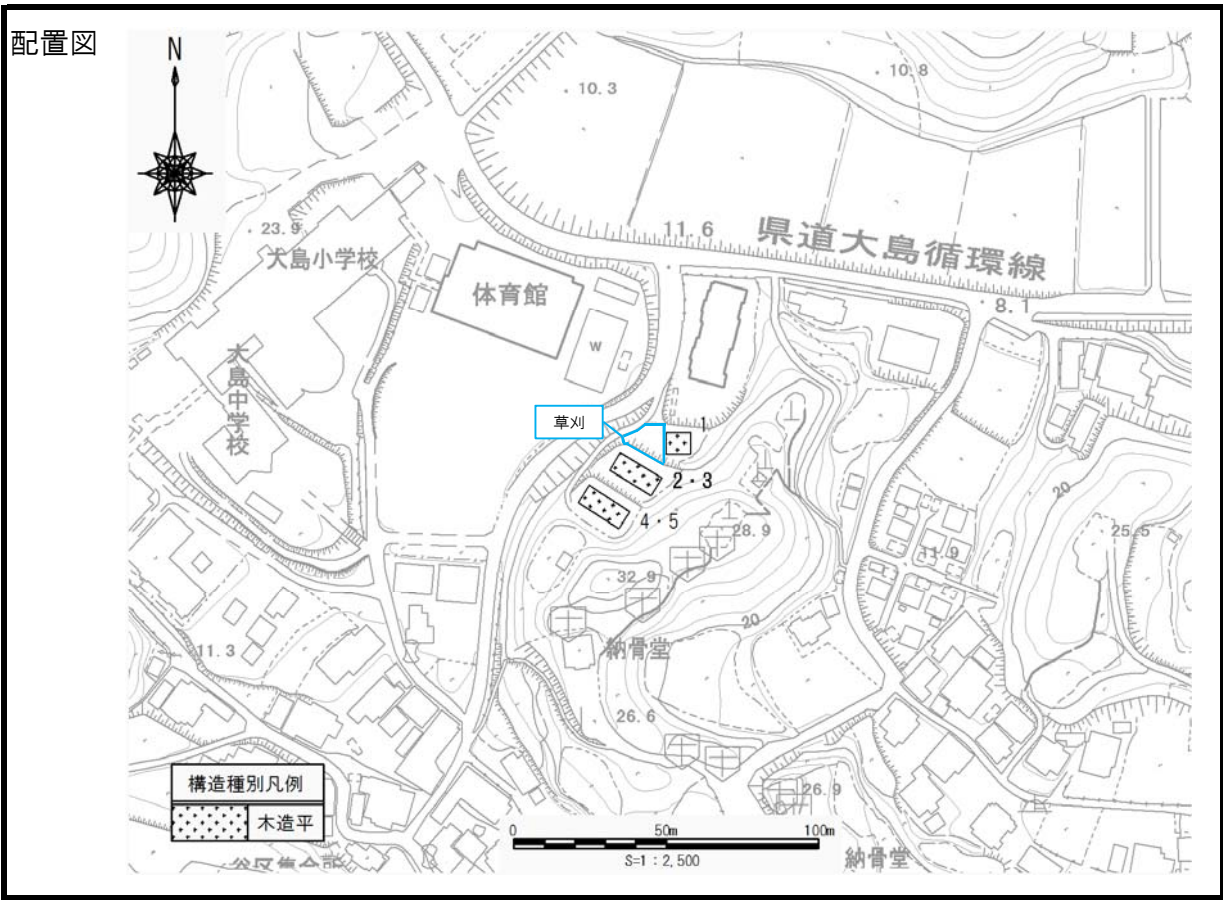 配置図
N
10.3
10.8
23.9
大島小学校
11.6
県道大島循環線
体育館
8.1
W
大島中学校
草刈
1
2・3
4・5
20
28.9
25.5
11.9
32.9
20
納骨堂
11.3
26.6
構造種別凡例
木造平
26.9
0 50m 100m
S=1:2,500
納骨堂